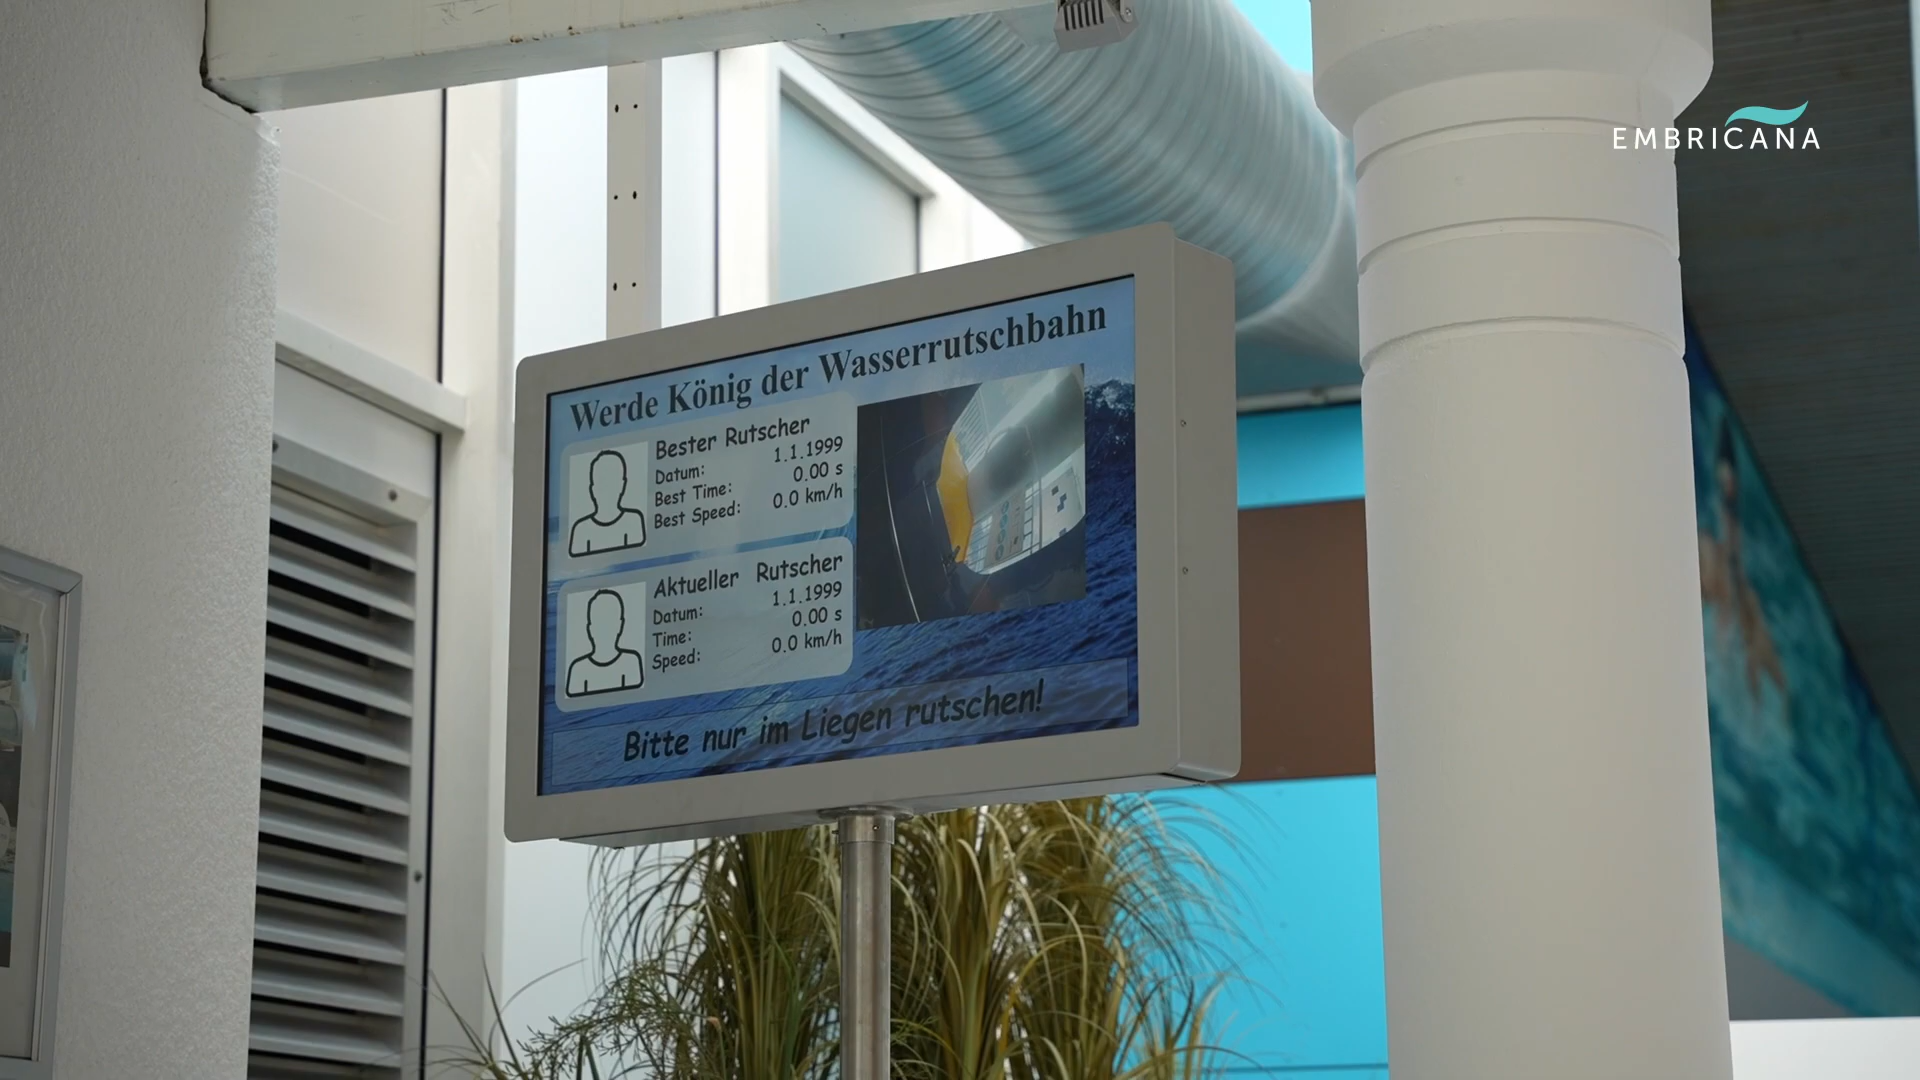 EMBRICANA
Werde König der Wasserrutschbahn
Bester Rutscher
1.1.1999
Datum: 0.00 s
Best Time: 0.0 km/h
Best Speed:
Aktueller Rutscher
1.1.1999
Datum: 0.00 s
Time: 0.0 km/h
Speed:
Bitte nur im Liegen rutschen!